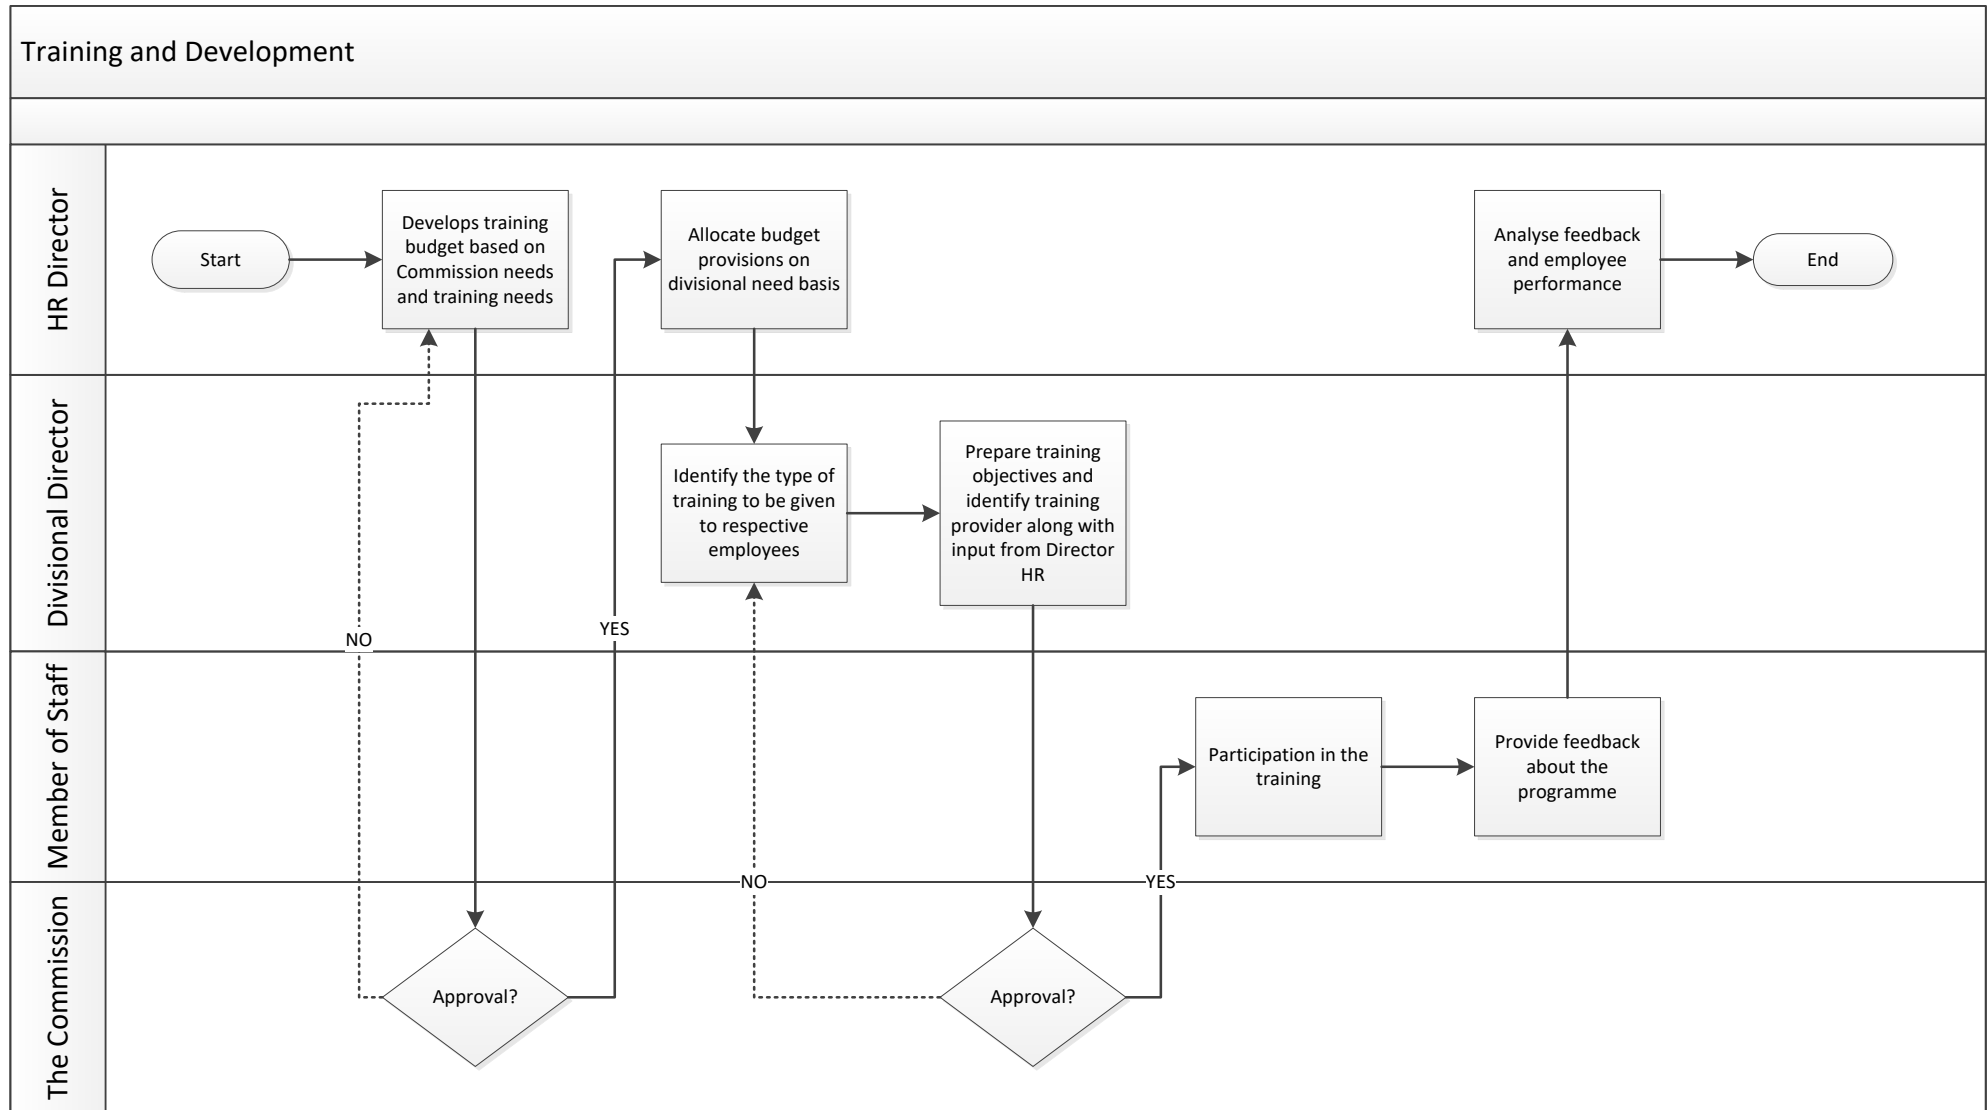 Training and Development
HR Director
Start
Develops training
budget based on
Commission needs
and training needs
Allocate budget
provisions on
divisional need basis
Analyse feedback
and employee
performance
End
Divisional Director
Identify the type of
training to be given
to respective
employees
Prepare training
objectives and
identify training
provider along with
input from Director
HR
NO
YES
Member of Staff
Participation in the
training
Provide feedback
about the
programme
NO
YES
The Commission
Approval?
Approval?